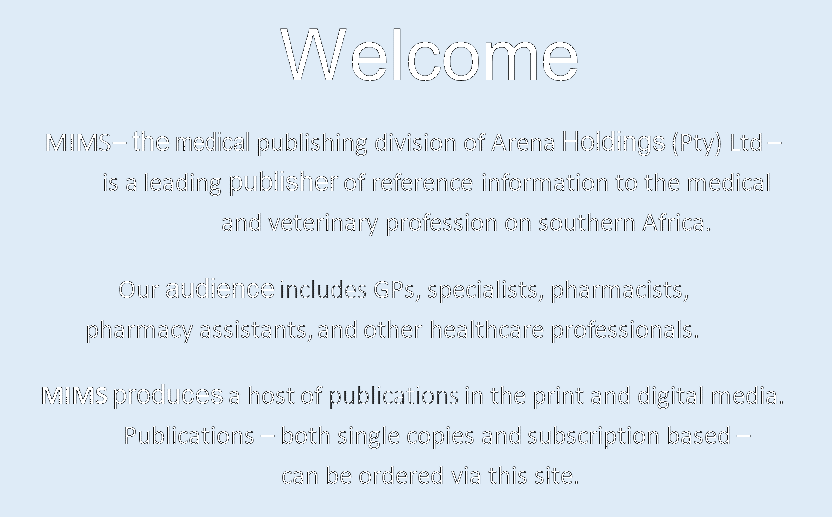 Welcome
MIMS – the medical publishing division of Arena Holdings (Pty) Ltd –
is a leading publisher of reference information to the medical
and veterinary profession on southern Africa.
Our audience includes GPs, specialists, pharmacists,
pharmacy assistants, and other healthcare professionals.
MIMS produces a host of publications in the print and digital media.
Publications – both single copies and subscription based –
can be ordered via this site.